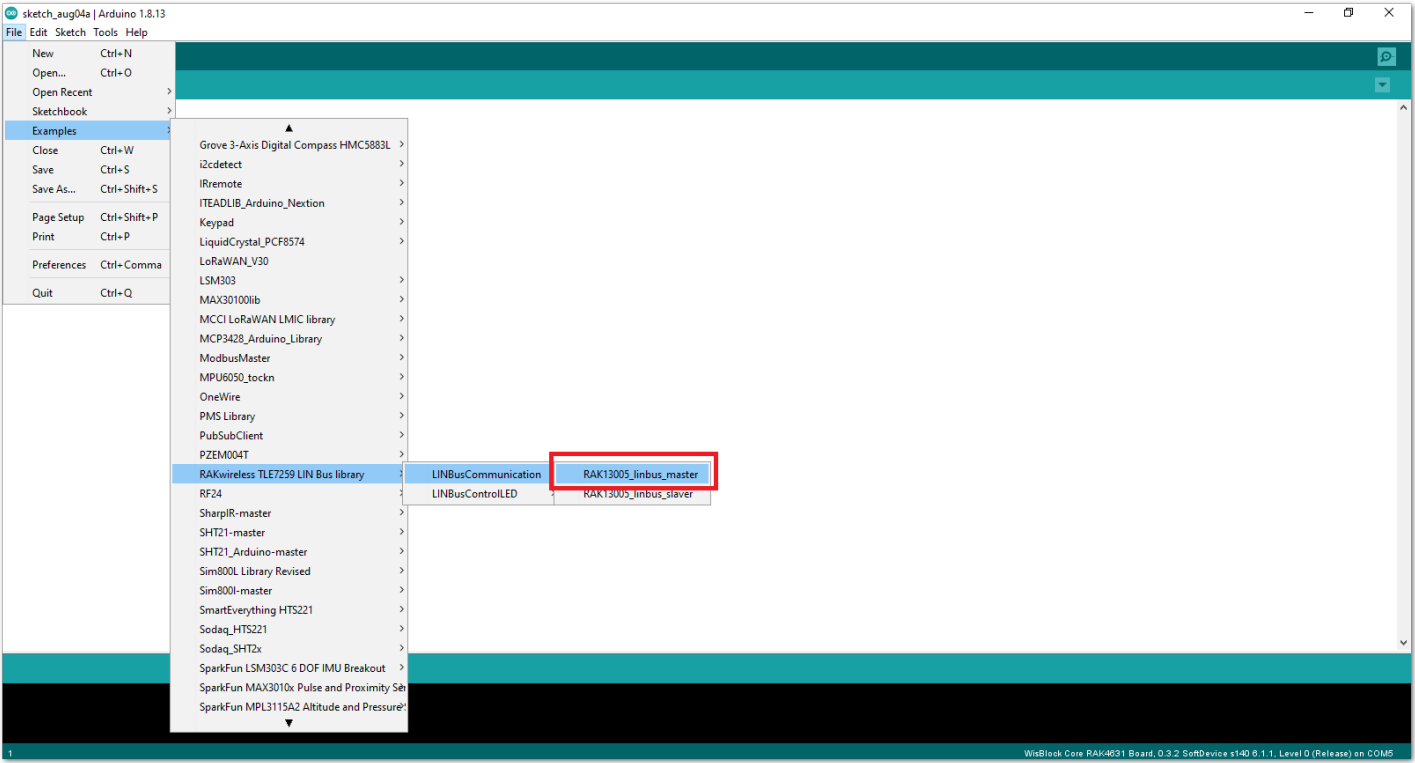 sketch_aug04a | Arduino 1.8.13
File Edit Sketch Tools Help
New Ctrl+N
Open... Ctrl+O
Open Recent
Sketchbook
Examples
Close Ctrl+W
Save Ctrl+S
Save As... Ctrl+Shift+S
Page Setup Ctrl+Shift+P
Print Ctrl+P
Preferences Ctrl+Comma
Quit Ctrl+Q
Grove 3-Axis Digital Compass HMC5883L
i2cdetect
IRremote
ITEADLIB_Arduino_Nextion
Keypad
LiquidCrystal_PCF8574
LoRaWAN_V30
LSM303
MAX30100lib
MCCI LoRaWAN LMIC library
MCP3428_Arduino_Library
ModbusMaster
MPU6050_tockn
OneWire
PMS Library
PubSubClient
PZEM004T
RAKwireless TLE7259 LIN Bus library
RF24
SharpIR-master
SHT21-master
SHT21_Arduino-master
Sim800L Library Revised
Sim800l-master
SmartEverything HTS221
Sodaq_HTS221
Sodaq_SHT2x
SparkFun LSM303C 6 DOF IMU Breakout
SparkFun MAX3010x Pulse and Proximity
SparkFun MPL3115A2 Altitude and Pressure
LINBusCommunication
LINBusControlLED
RAK13005_linbus_master
RAK13005_linbus_slaver
1
WisBlock Core RAK4631 Board, 0.3.2 SoftDevice s140 6.1.1, Level 0 (Release) on COM5